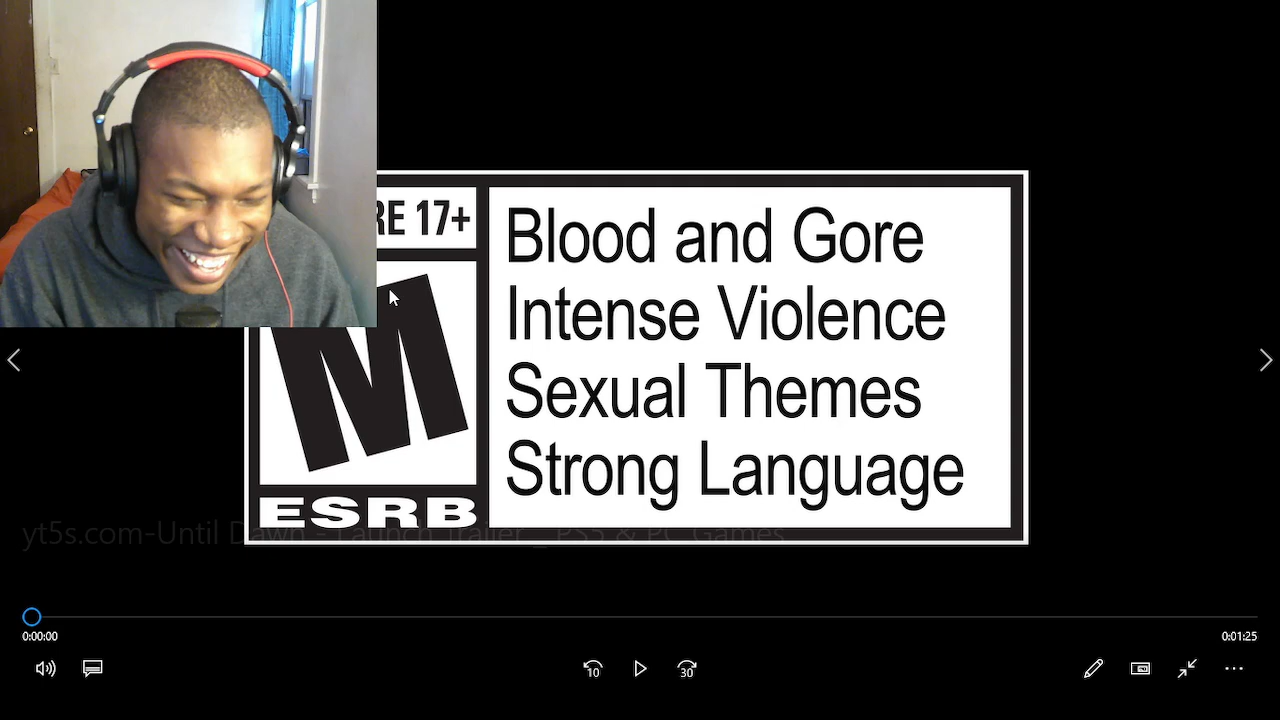 RE 17+
Blood and Gore
Intense Violence
Sexual Themes
Strong Language
M
ESRB
yt5s.com-Until Dawn - Launch Trailer _ PS5 & PC Games
0:00:00
0:01:25
10
30